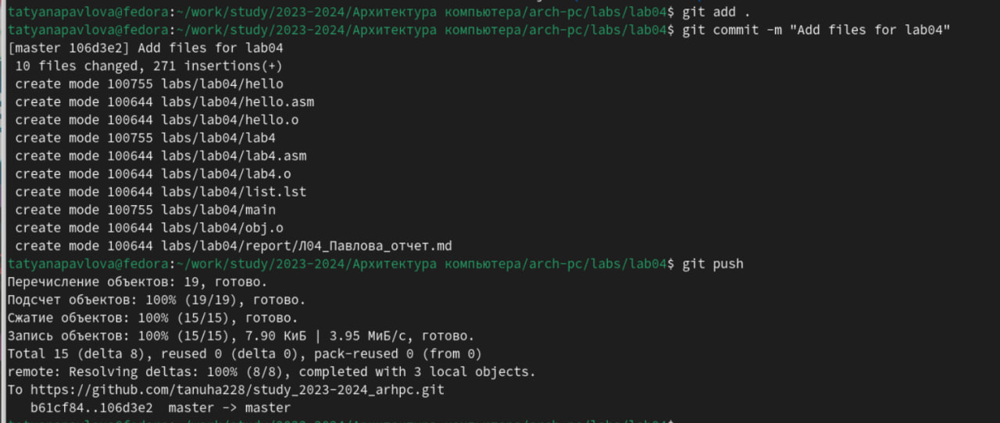 tatyanapavlova@fedora:~/work/study/2023-2024/Архитектура компьютера/arch-pc/labs/lab04$ git add .
tatyanapavlova@fedora:~/work/study/2023-2024/Архитектура компьютера/arch-pc/labs/lab04$ git commit -m "Add files for lab04"
[master 106d3e2] Add files for lab04
 10 files changed, 271 insertions(+)
 create mode 100755 labs/lab04/hello
 create mode 100644 labs/lab04/hello.asm
 create mode 100644 labs/lab04/hello.o
 create mode 100755 labs/lab04/lab4
 create mode 100644 labs/lab04/lab4.asm
 create mode 100644 labs/lab04/lab4.o
 create mode 100644 labs/lab04/list.lst
 create mode 100755 labs/lab04/main
 create mode 100644 labs/lab04/obj.o
 create mode 100644 labs/lab04/report/Л04_Павлова_отчет.md
tatyanapavlova@fedora:~/work/study/2023-2024/Архитектура компьютера/arch-pc/labs/lab04$ git push
Перечисление объектов: 19, готово.
Подсчет объектов: 100% (19/19), готово.
Сжатие объектов: 100% (15/15), готово.
Запись объектов: 100% (15/15), 7.90 КиБ | 3.95 МиБ/с, готово.
Total 15 (delta 8), reused 0 (delta 0), pack-reused 0 (from 0)
remote: Resolving deltas: 100% (8/8), completed with 3 local objects.
To https://github.com/tanuha228/study_2023-2024_arhpc.git
   b61cf84..106d3e2  master -> master